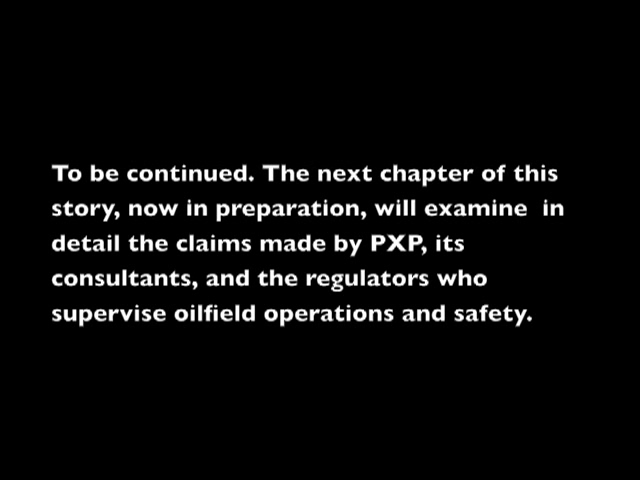 To be continued. The next chapter of this
story, now in preparation, will examine  in
detail the claims made by PXP, its
consultants, and the regulators who
supervise oilfield operations and safety.